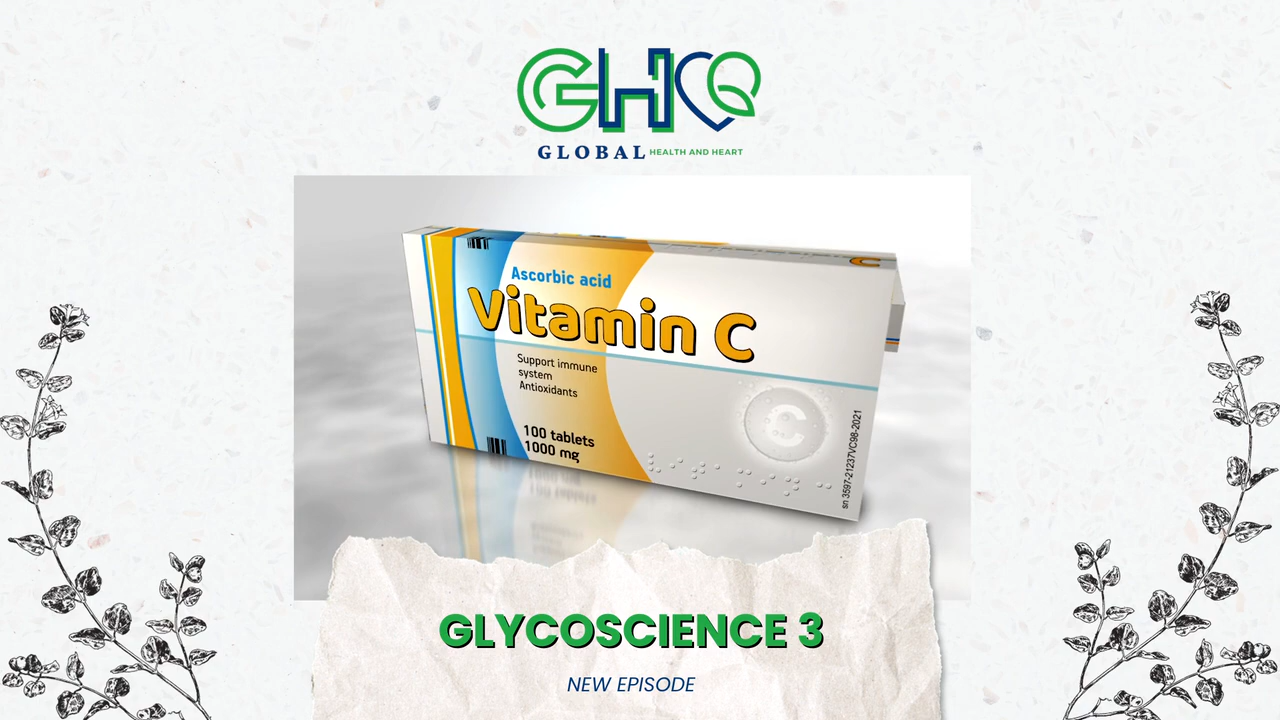 GH
GLOBAL HEALTH AND HEART
Ascorbic acid
Vitamin C
Support immune
system
Antioxidants
100 tablets
1000 mg
C
sn 3597-21237VC98-2021
C
GLYCOSCIENCE 3
NEW EPISODE